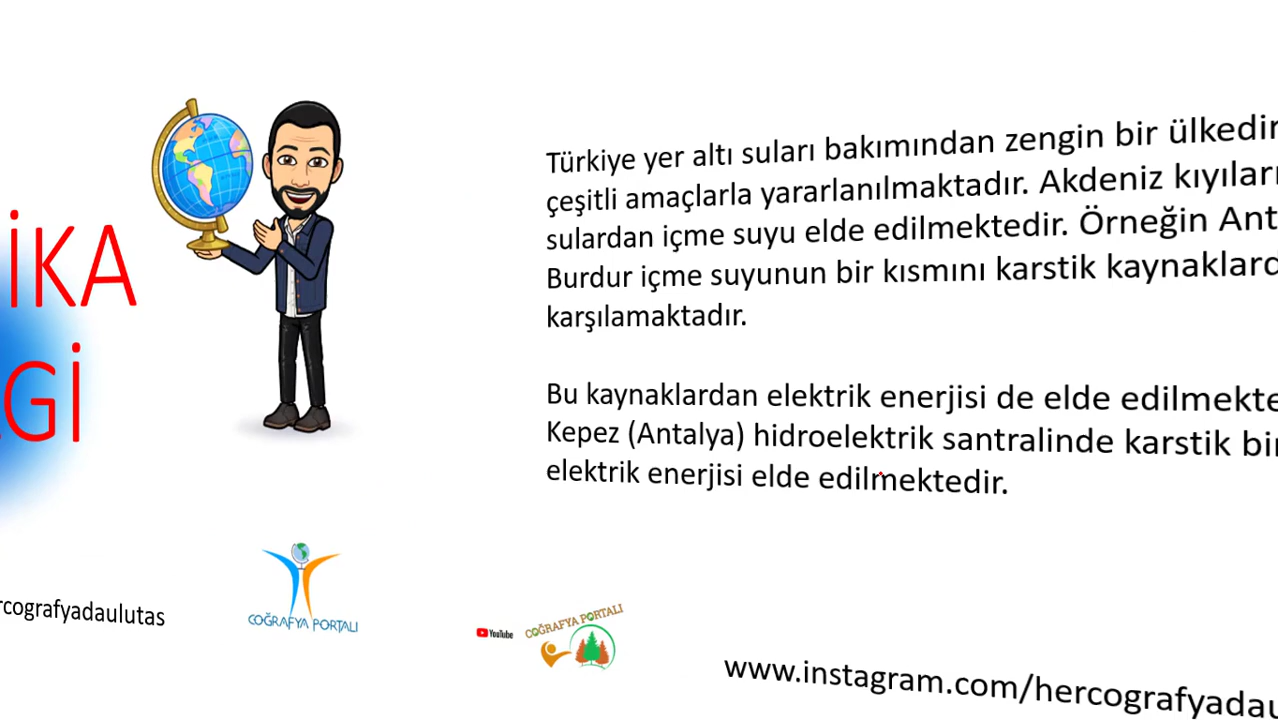 İKA
Gİ
Türkiye yer altı suları bakımından zengin bir ülkedir
çeşitli amaçlarla yararlanılmaktadır. Akdeniz kıyıları
sulardan içme suyu elde edilmektedir. Örneğin Ant
Burdur içme suyunun bir kısmını karstik kaynaklard
karşılamaktadır.
Bu kaynaklardan elektrik enerjisi de elde edilmekte
Kepez (Antalya) hidroelektrik santralinde karstik bir
elektrik enerjisi elde edilmektedir.
rcografyadaulutas
COĞRAFYA PORTALI
YouTube
COĞRAFYA PORTALI
www.instagram.com/hercografyadaul